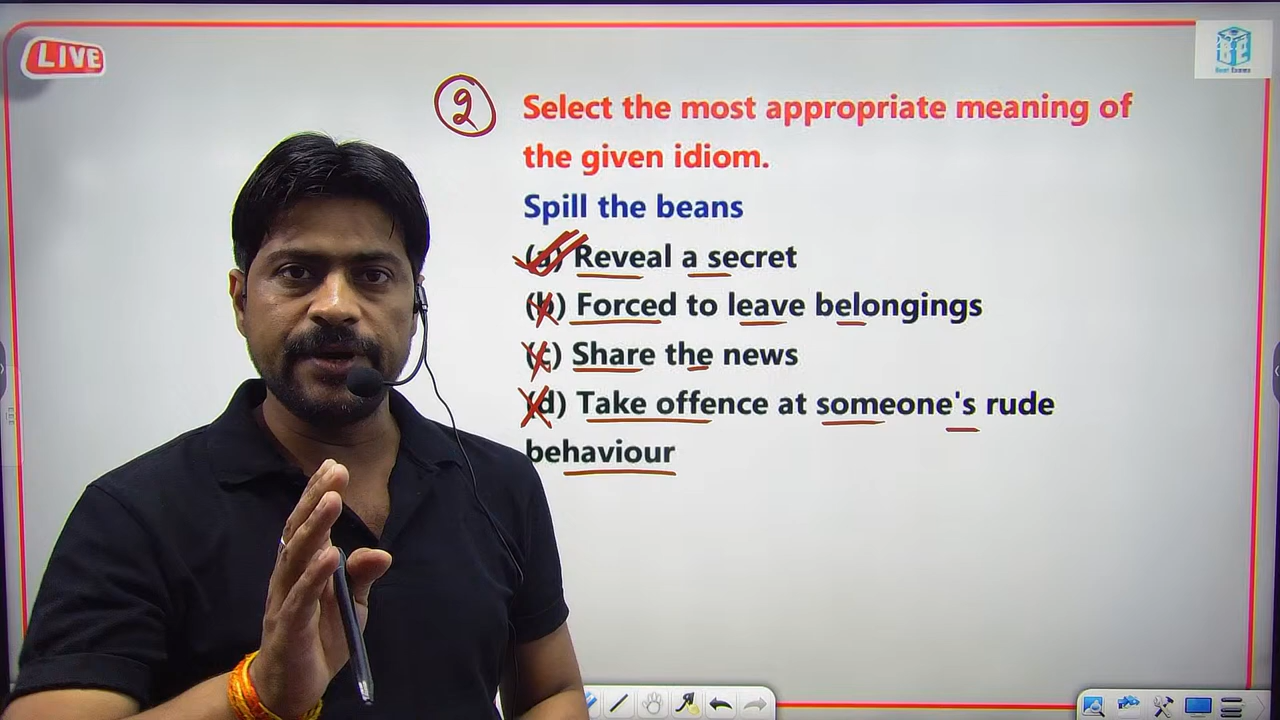 LIVE
9
Select the most appropriate meaning of
the given idiom.
Spill the beans
(a) Reveal a secret
(b) Forced to leave belongings
(c) Share the news
(d) Take offence at someone's rude
behaviour